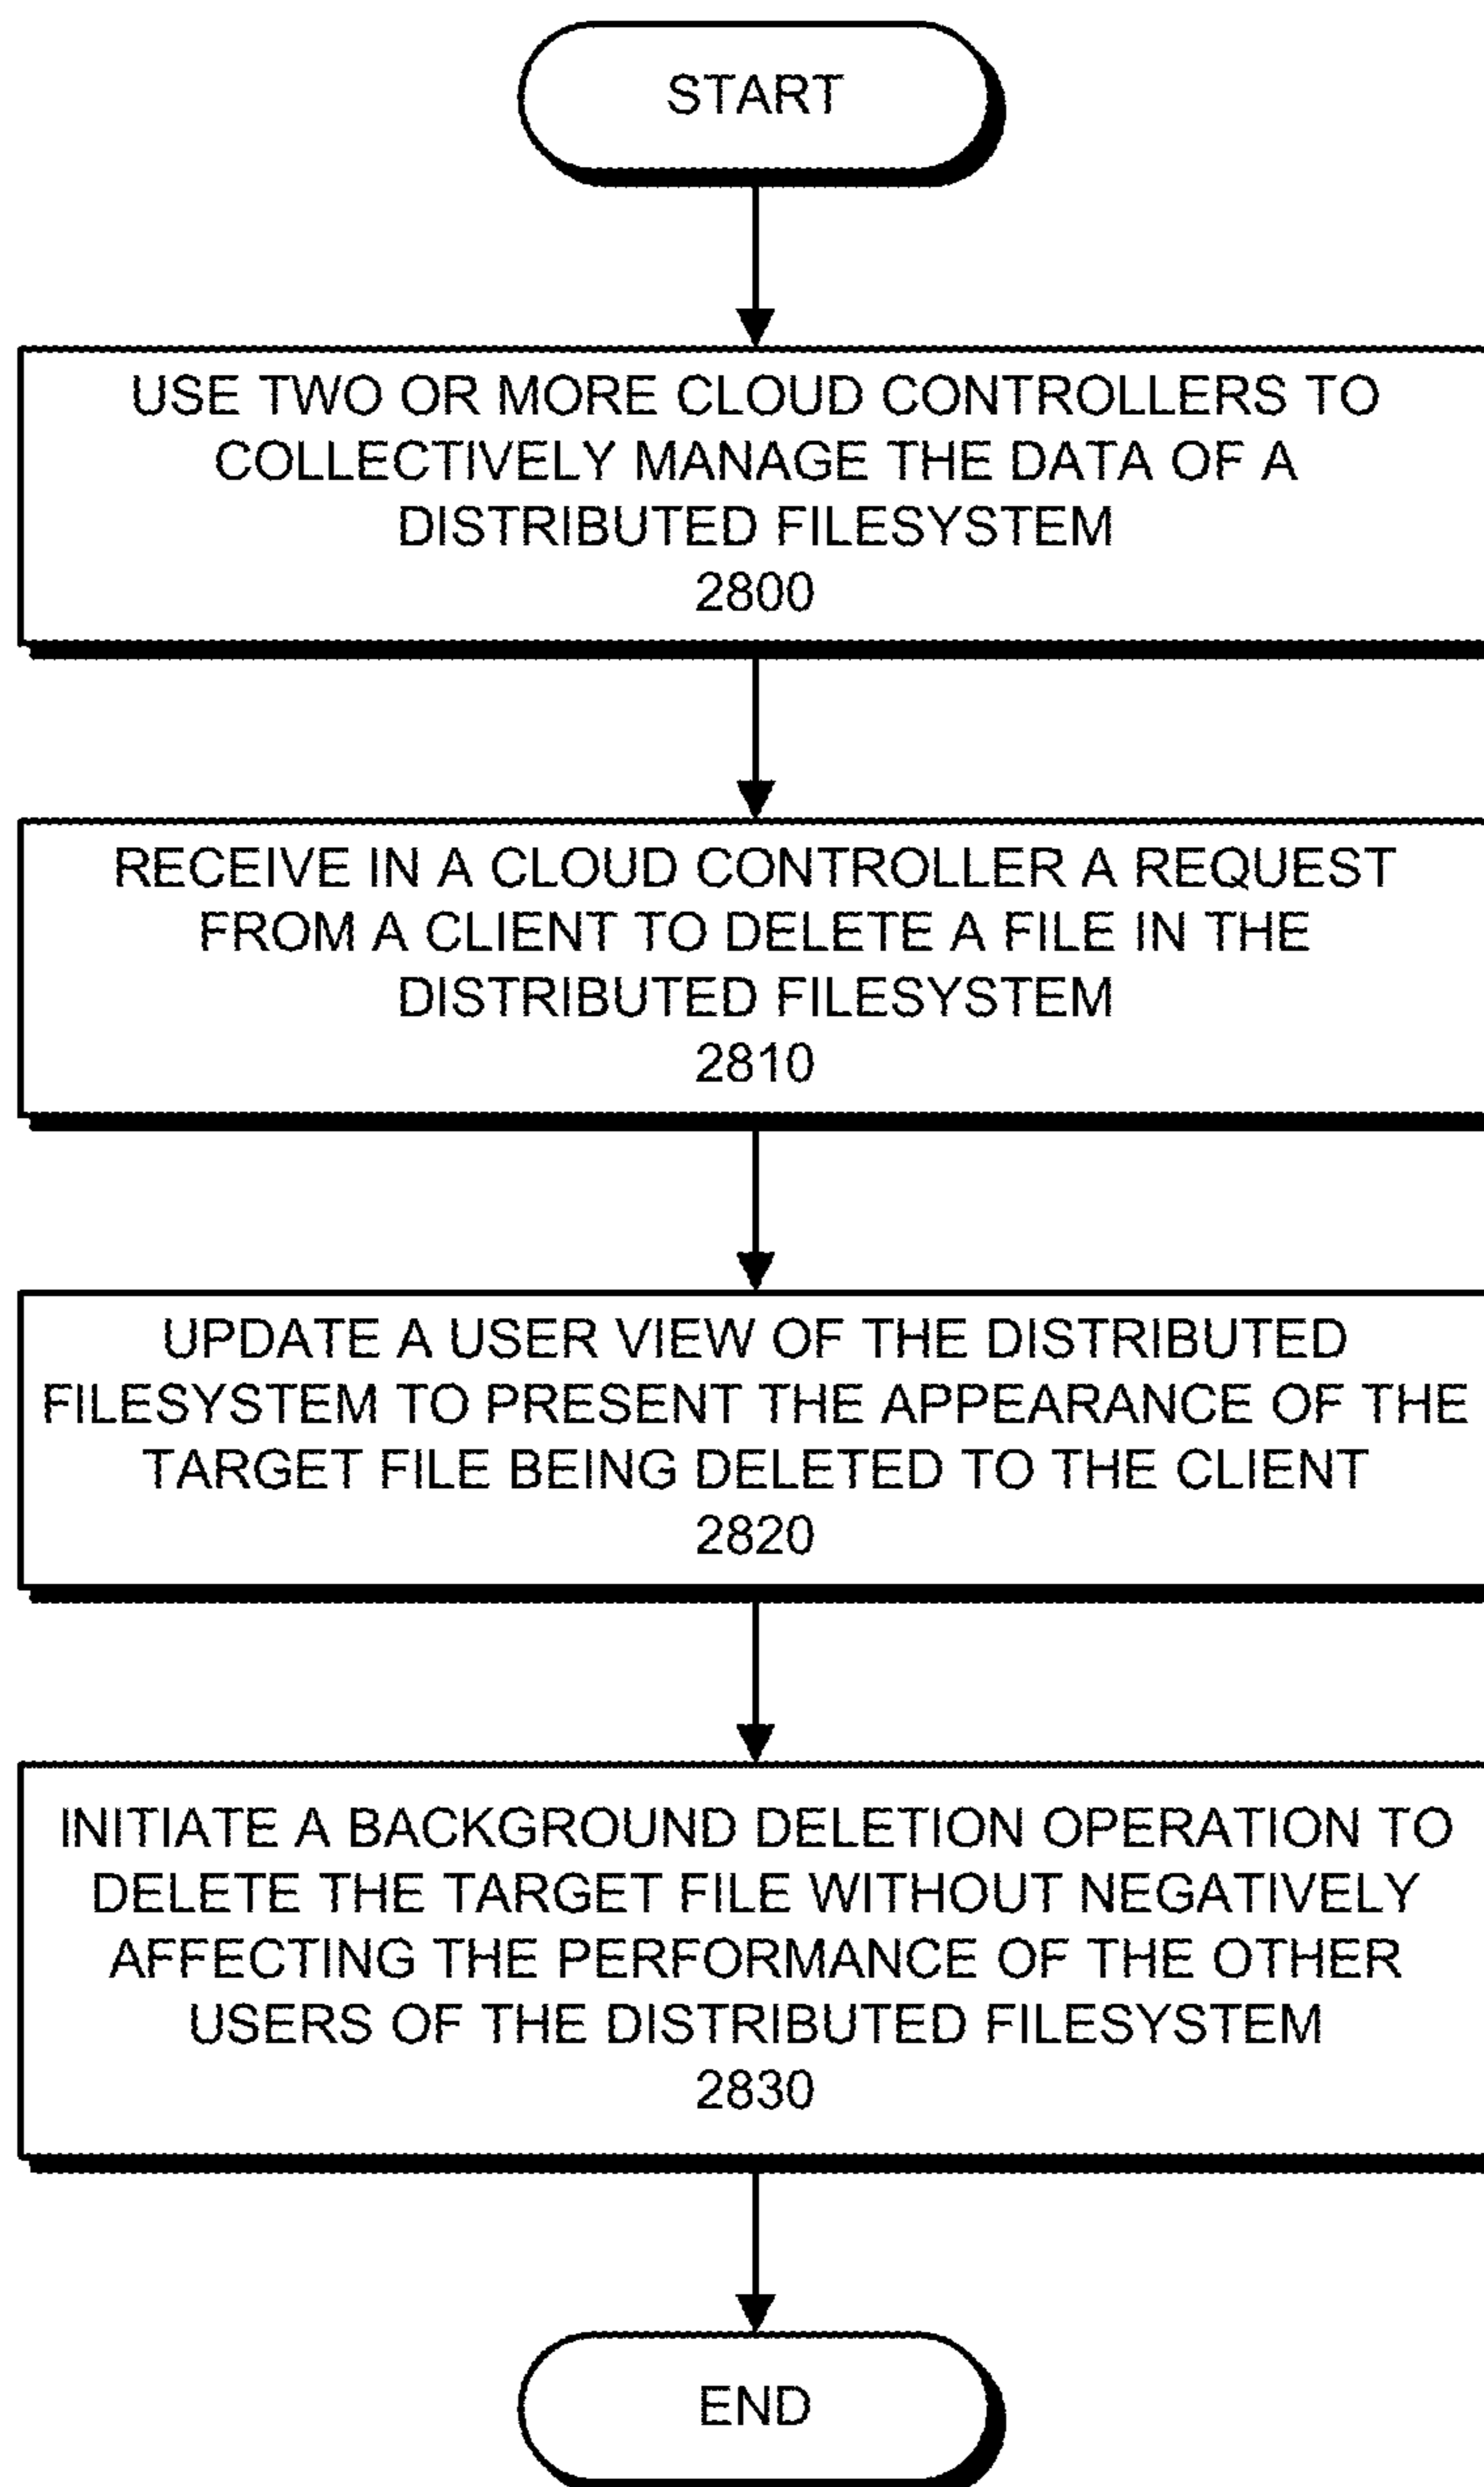 START
USE TWO OR MORE CLOUD CONTROLLERS TO
COLLECTIVELY MANAGE THE DATA OF A
DISTRIBUTED FILESYSTEM
2800
RECEIVE IN A CLOUD CONTROLLER A REQUEST
FROM A CLIENT TO DELETE A FILE IN THE
DISTRIBUTED FILESYSTEM
2810
UPDATE A USER VIEW OF THE DISTRIBUTED
FILESYSTEM TO PRESENT THE APPEARANCE OF THE
TARGET FILE BEING DELETED TO THE CLIENT
2820
INITIATE A BACKGROUND DELETION OPERATION TO
DELETE THE TARGET FILE WITHOUT NEGATIVELY
AFFECTING THE PERFORMANCE OF THE OTHER
USERS OF THE DISTRIBUTED FILESYSTEM
2830
END